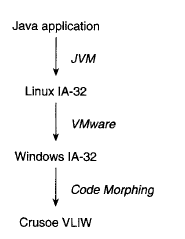 Java application
JVM
Linux IA-32
VMware
Windows IA-32
Code Morphing
Crusoe VLIW